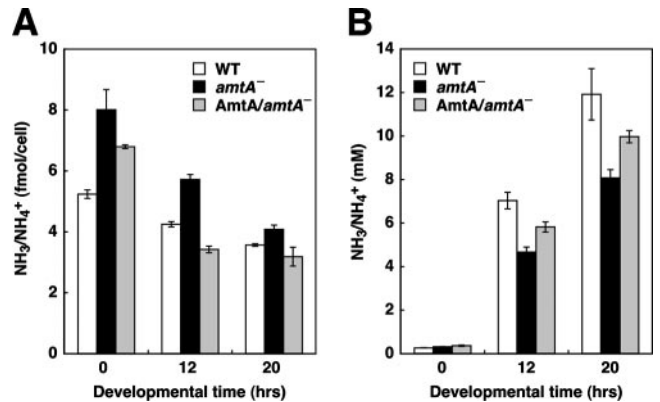 A
10
8
6
4
2
0
NH₃/NH₄⁺ (fmol/cell)
WT
amtA⁻
AmtA/amtA⁻
0 12 20
Developmental time (hrs)
B
14
12
10
8
6
4
2
0
NH₃/NH₄⁺ (mM)
WT
amtA⁻
AmtA/amtA⁻
0 12 20
Developmental time (hrs)